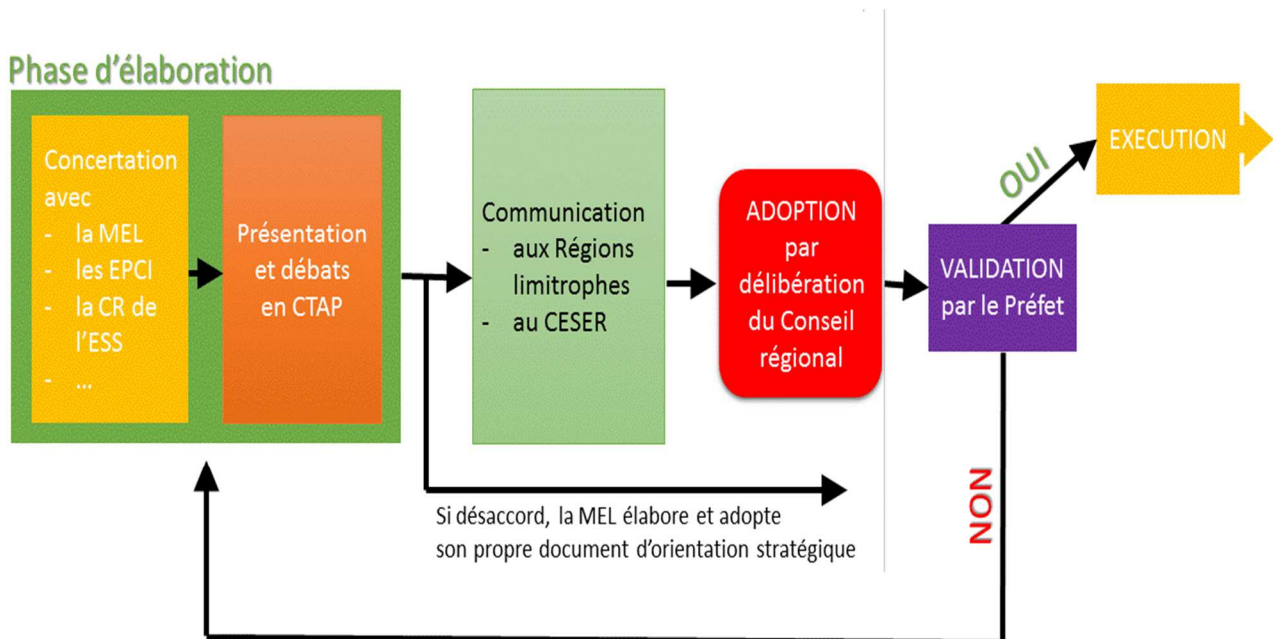 Phase d'élaboration
Concertation
avec
- la MEL
- les EPCI
- la CR de
l'ESS
- ...
Présentation
et débats
en CTAP
Communication
- aux Régions
limitrophes
- au CESER
ADOPTION
par
délibération
du Conseil
régional
VALIDATION
par le Préfet
OUI
EXECUTION
NON
Si désaccord, la MEL élabore et adopte
son propre document d'orientation stratégique